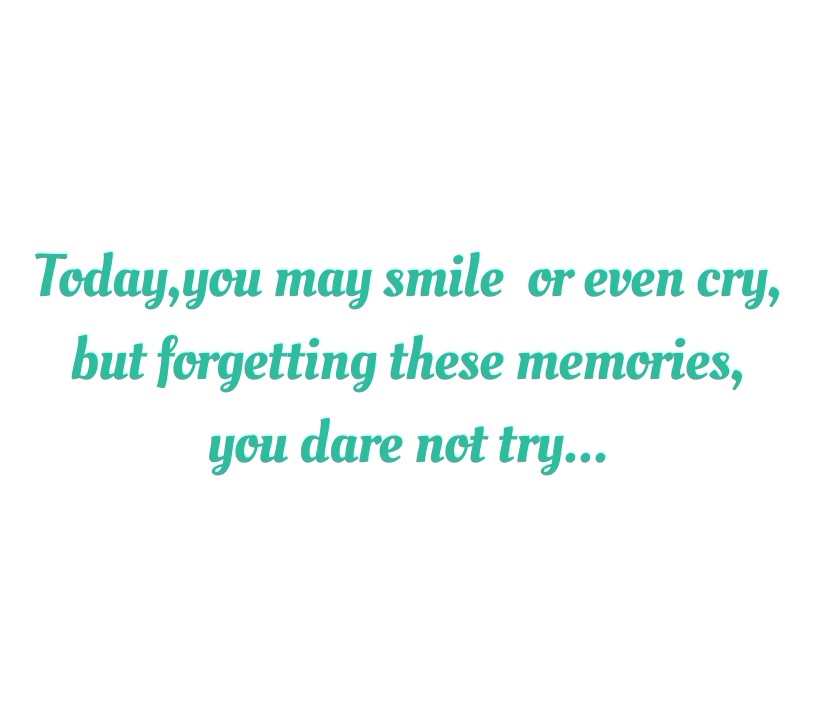 Today,you may smile  or even cry,
but forgetting these memories,
you dare not try...